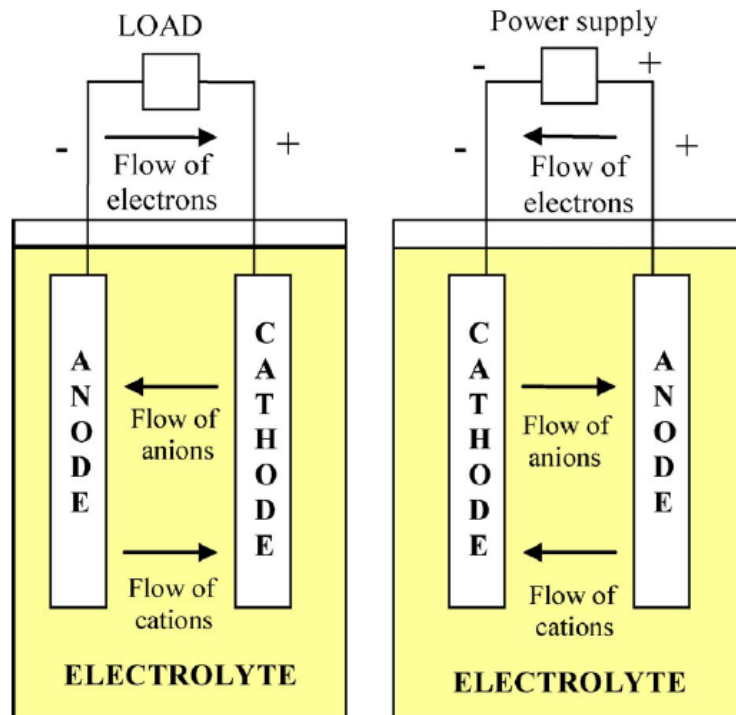 LOAD
-
+
Flow of
electrons
A
N
O
D
E
C
A
T
H
O
D
E
Flow of
anions
Flow of
cations
ELECTROLYTE
Power supply
-
+
-
+
Flow of
electrons
C
A
T
H
O
D
E
A
N
O
D
E
Flow of
anions
Flow of
cations
ELECTROLYTE